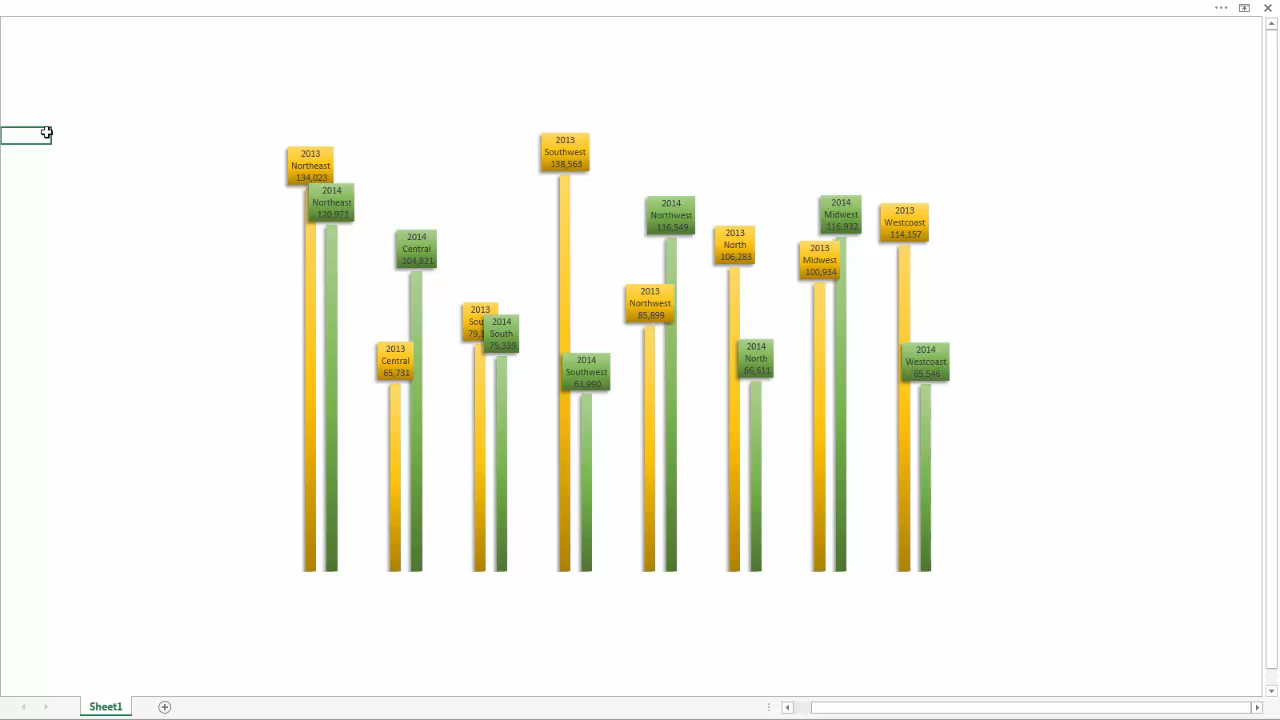 2013
Northeast
134,023
2014
Northeast
120,972
2013
Central
65,731
2014
Central
104,821
2013
2014
South
75,339
2013
Southwest
138,563
2014
Southwest
61,990
2013
Northwest
85,899
2014
Northwest
116,549
2013
North
106,283
2014
North
66,611
2013
Midwest
100,934
2014
Midwest
116,932
2013
Westcoast
114,157
2014
Westcoast
65,546
Sheet1